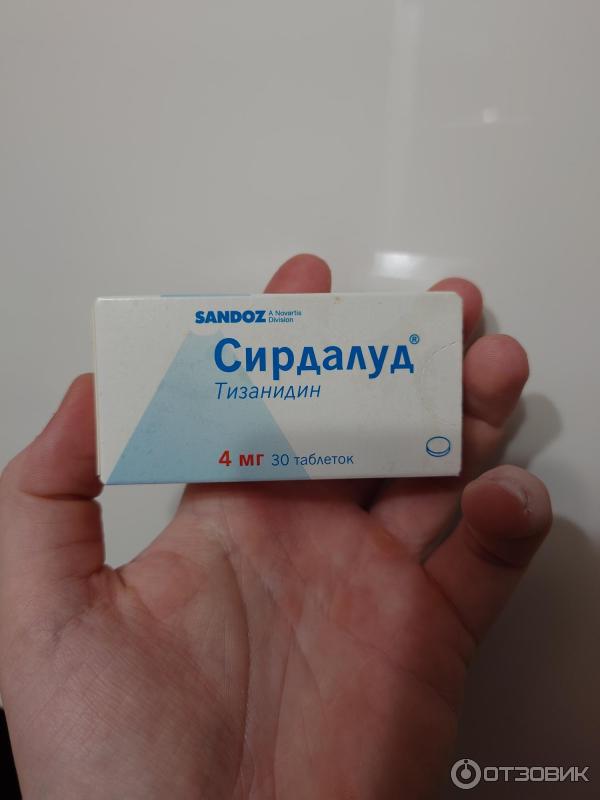 SANDOZ A Novartis
Division
Сирдалуд®
Тизанидин
4 мг 30 таблеток
ОТЗОВИК